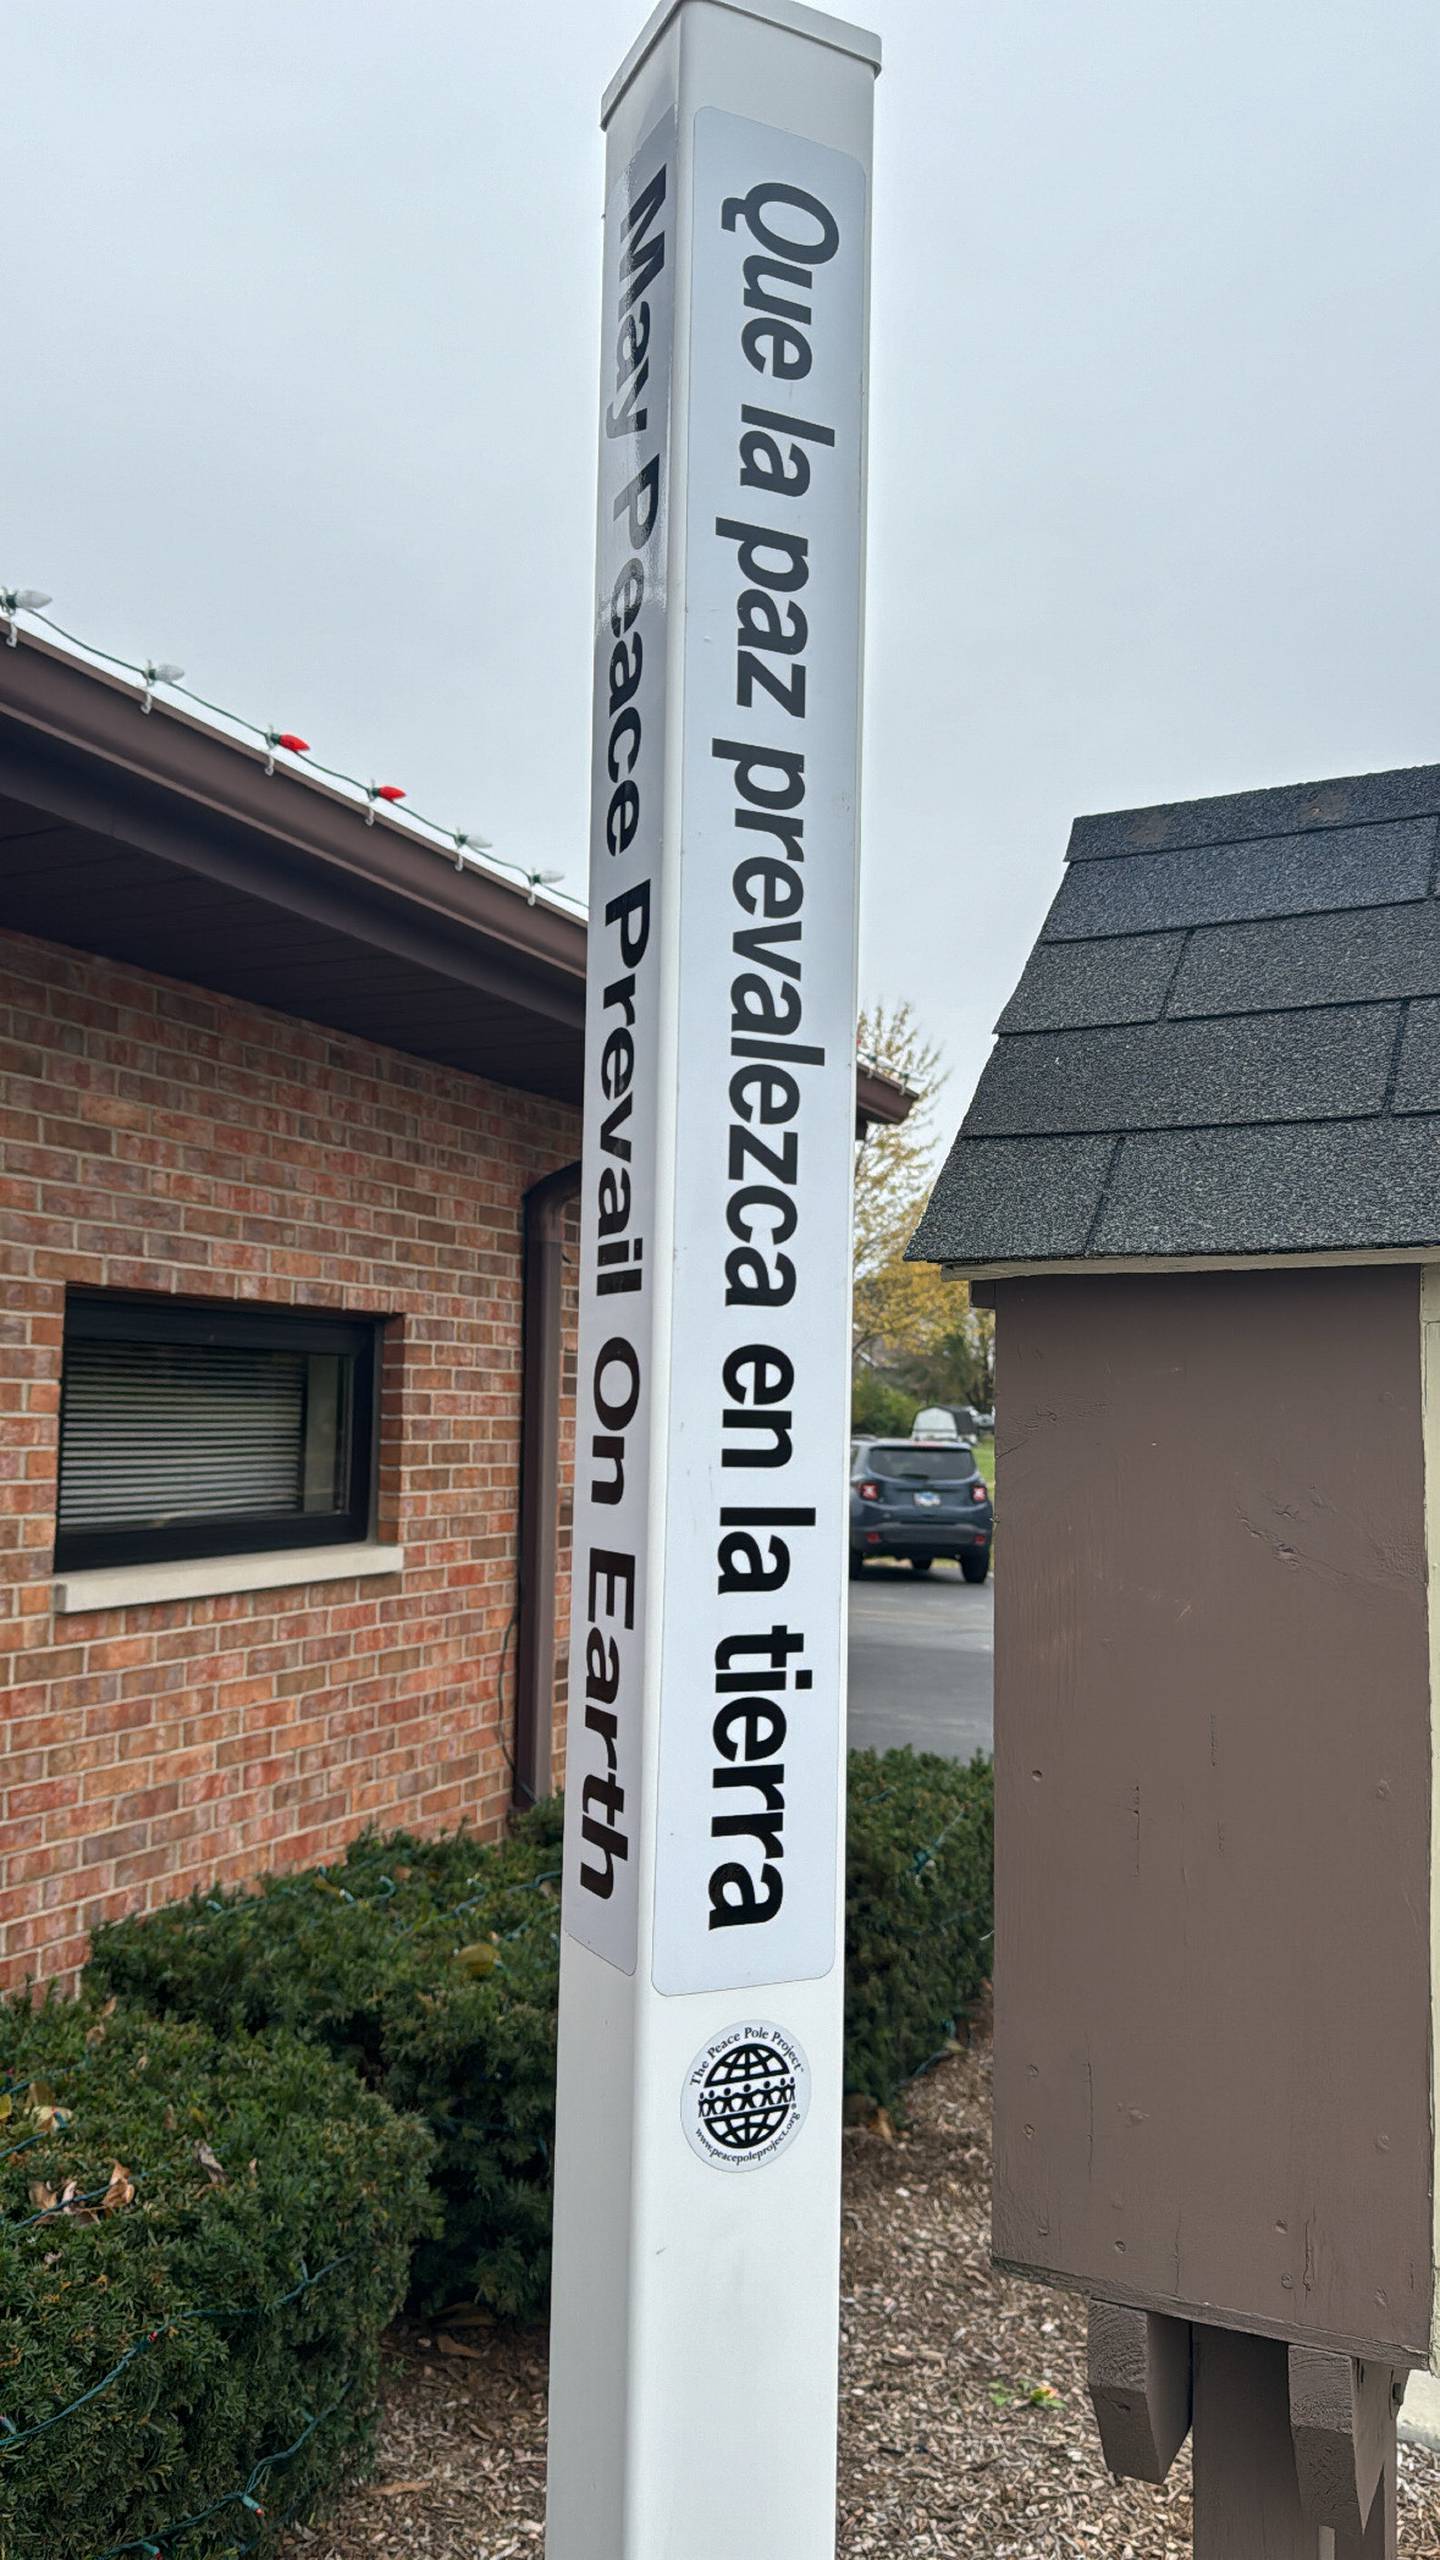 May Peace Prevail On Earth
Que la paz prevalezca en la tierra
The Peace Pole Project
www.peacepoleproject.org